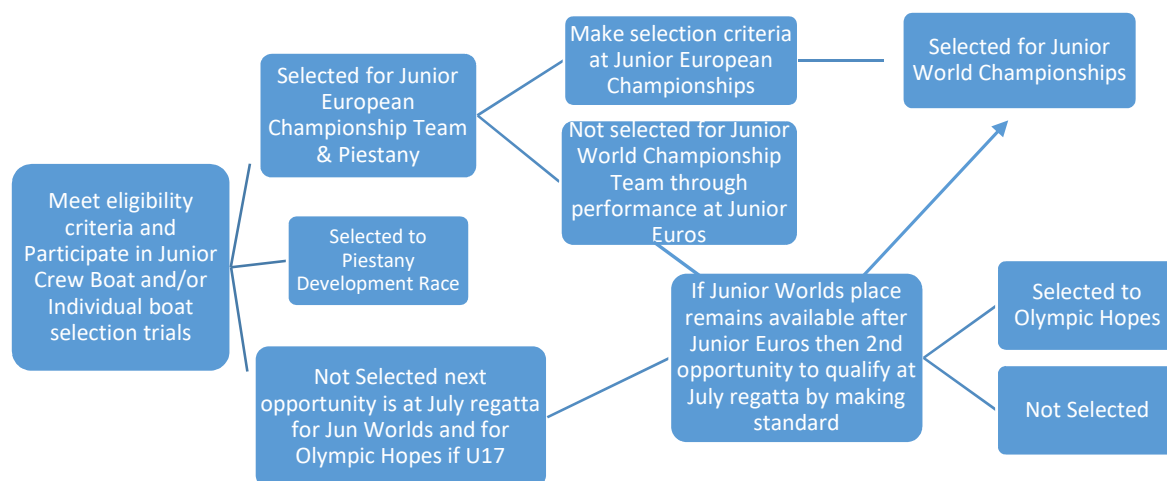 Meet eligibility
criteria and
Participate in Junior
Crew Boat and/or
Individual boat
selection trials
Selected for Junior
European
Championship Team
& Piestany
Selected to
Piestany
Development Race
Not Selected next
opportunity is at July regatta
for Jun Worlds and for
Olympic Hopes if U17
Make selection criteria
at Junior European
Championships
Not selected for Junior
World Championship
Team through
performance at Junior
Euros
If Junior Worlds place
remains available after
Junior Euros then 2nd
opportunity to qualify at
July regatta by making
standard
Selected for Junior
World Championships
Selected to
Olympic Hopes
Not Selected